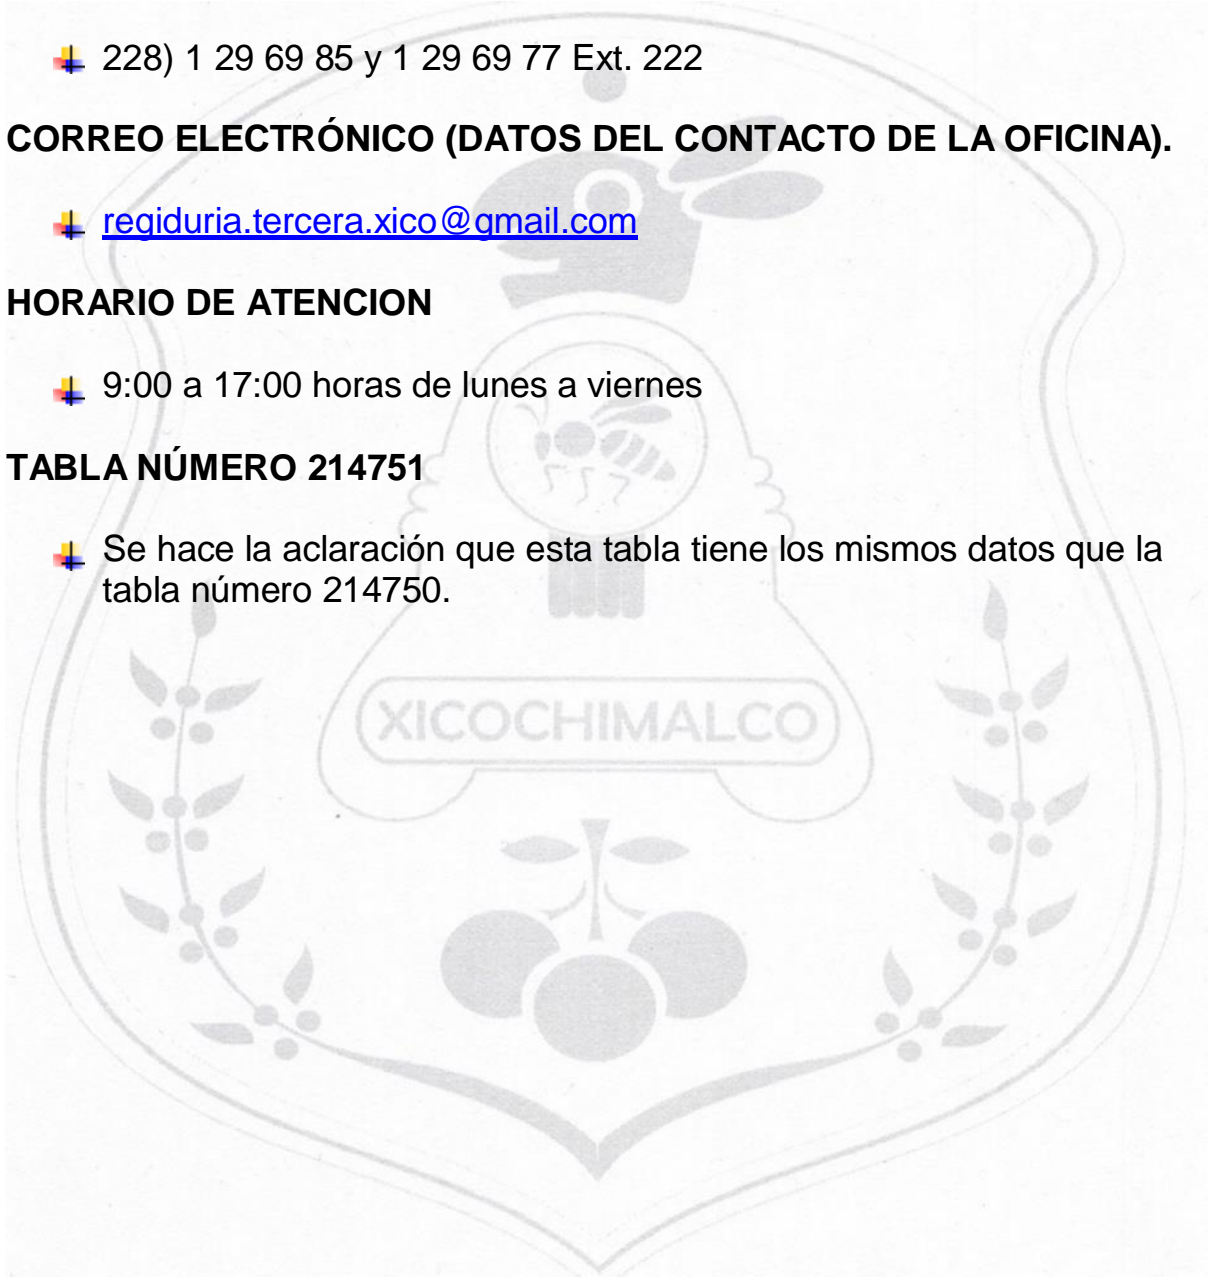 228) 1 29 69 85 y 1 29 69 77 Ext. 222
CORREO ELECTRÓNICO (DATOS DEL CONTACTO DE LA OFICINA).
regiduria.tercera.xico@gmail.com
HORARIO DE ATENCION
9:00 a 17:00 horas de lunes a viernes
TABLA NÚMERO 214751
Se hace la aclaración que esta tabla tiene los mismos datos que la
tabla número 214750.
XICOCHIMALCO